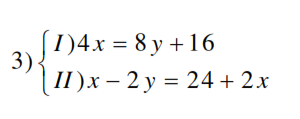 3)
I)4x = 8y + 16
II)x − 2y = 24 + 2x